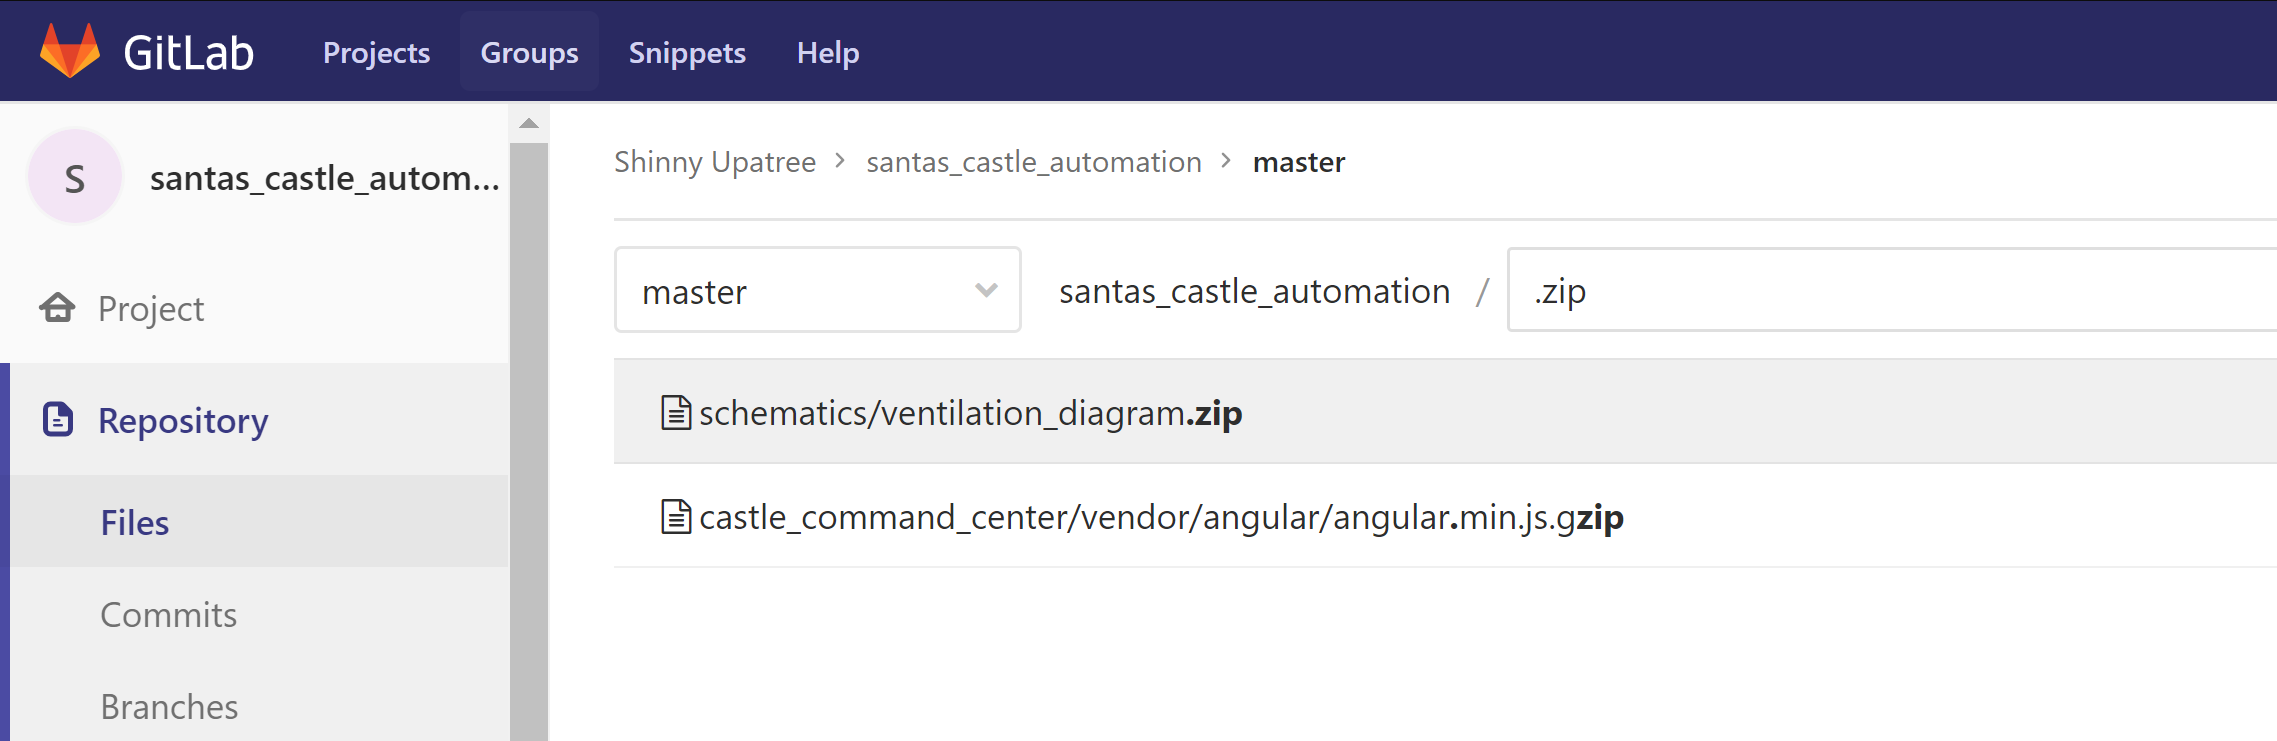 GitLab Projects Groups Snippets Help
S santas_castle_autom...
Project
Repository
Files
Commits
Branches
Shinny Upatree > santas_castle_automation > master
master santas_castle_automation / .zip
schematics/ventilation_diagram.zip
castle_command_center/vendor/angular/angular.min.js.gzip